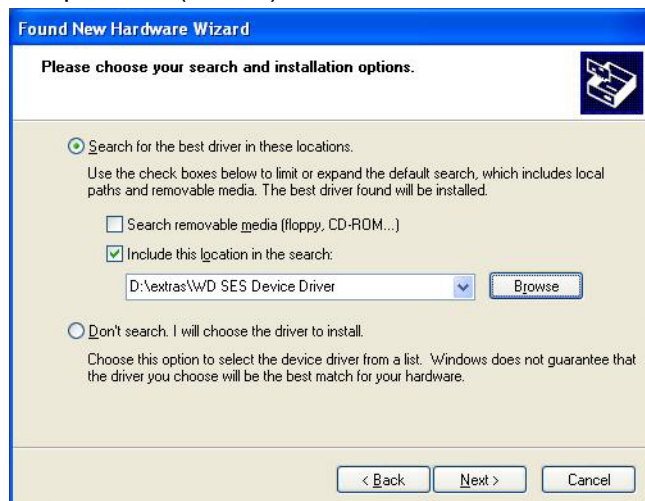 Found New Hardware Wizard
Please choose your search and installation options.
Search for the best driver in these locations.
Use the check boxes below to limit or expand the default search, which includes local
paths and removable media. The best driver found will be installed.
Search removable media (floppy, CD-ROM...)
Include this location in the search:
D:\extras\WD SES Device Driver
Browse
Don't search. I will choose the driver to install.
Choose this option to select the device driver from a list. Windows does not guarantee that
the driver you choose will be the best match for your hardware.
< Back Next > Cancel